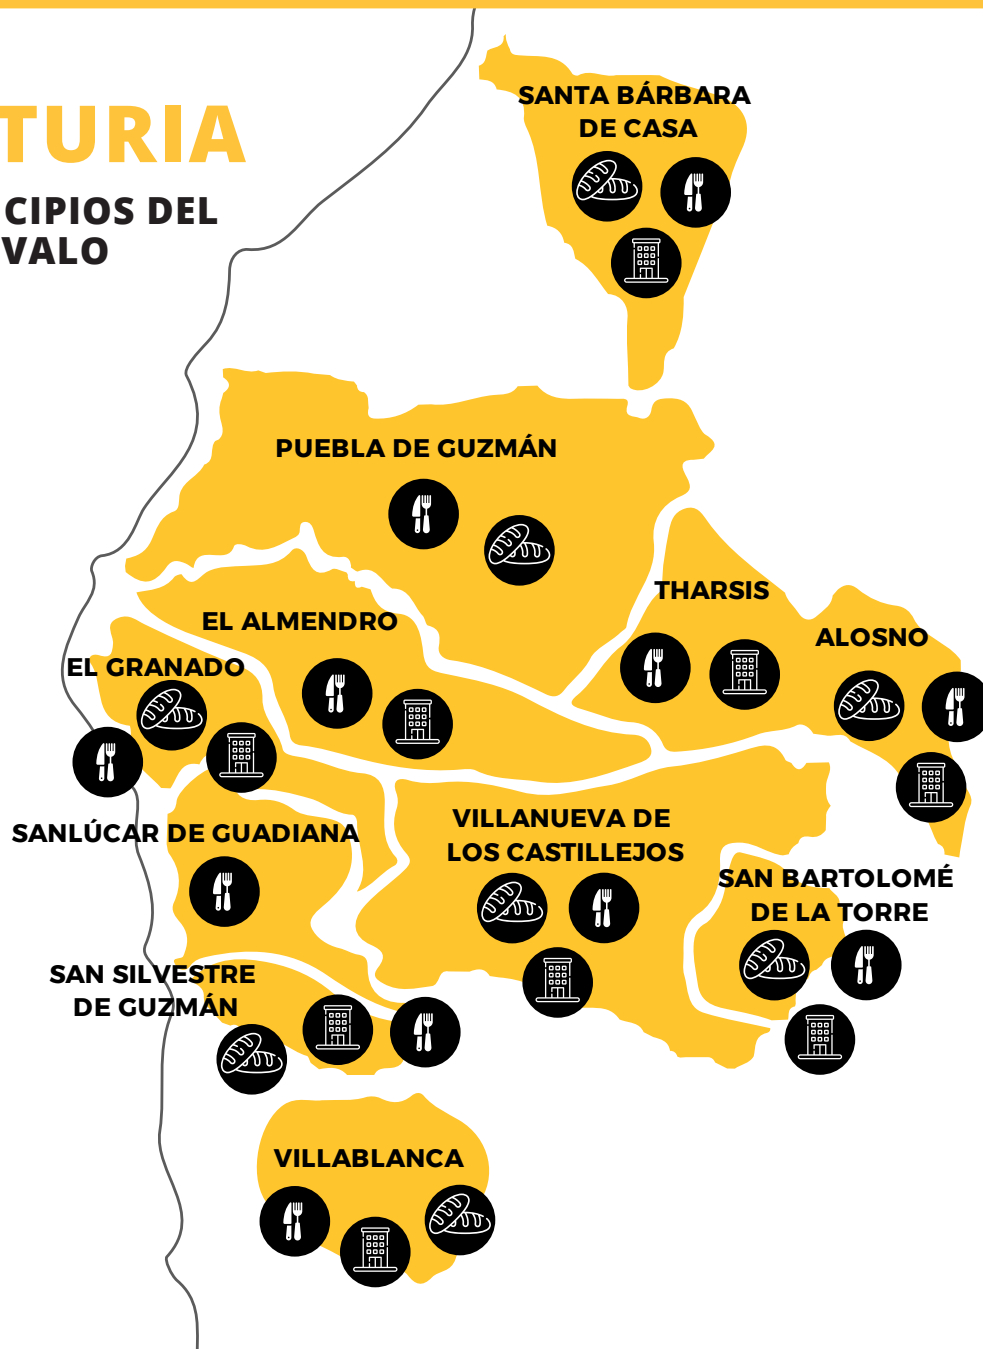 TURIA
CIPIOS DEL
VALO
SANTA BÁRBARA
DE CASA
PUEBLA DE GUZMÁN
THARSIS
EL ALMENDRO
ALOSNO
EL GRANADO
VILLANUEVA DE
LOS CASTILLEJOS
SANLÚCAR DE GUADIANA
SAN BARTOLOMÉ
DE LA TORRE
SAN SILVESTRE
DE GUZMÁN
VILLABLANCA